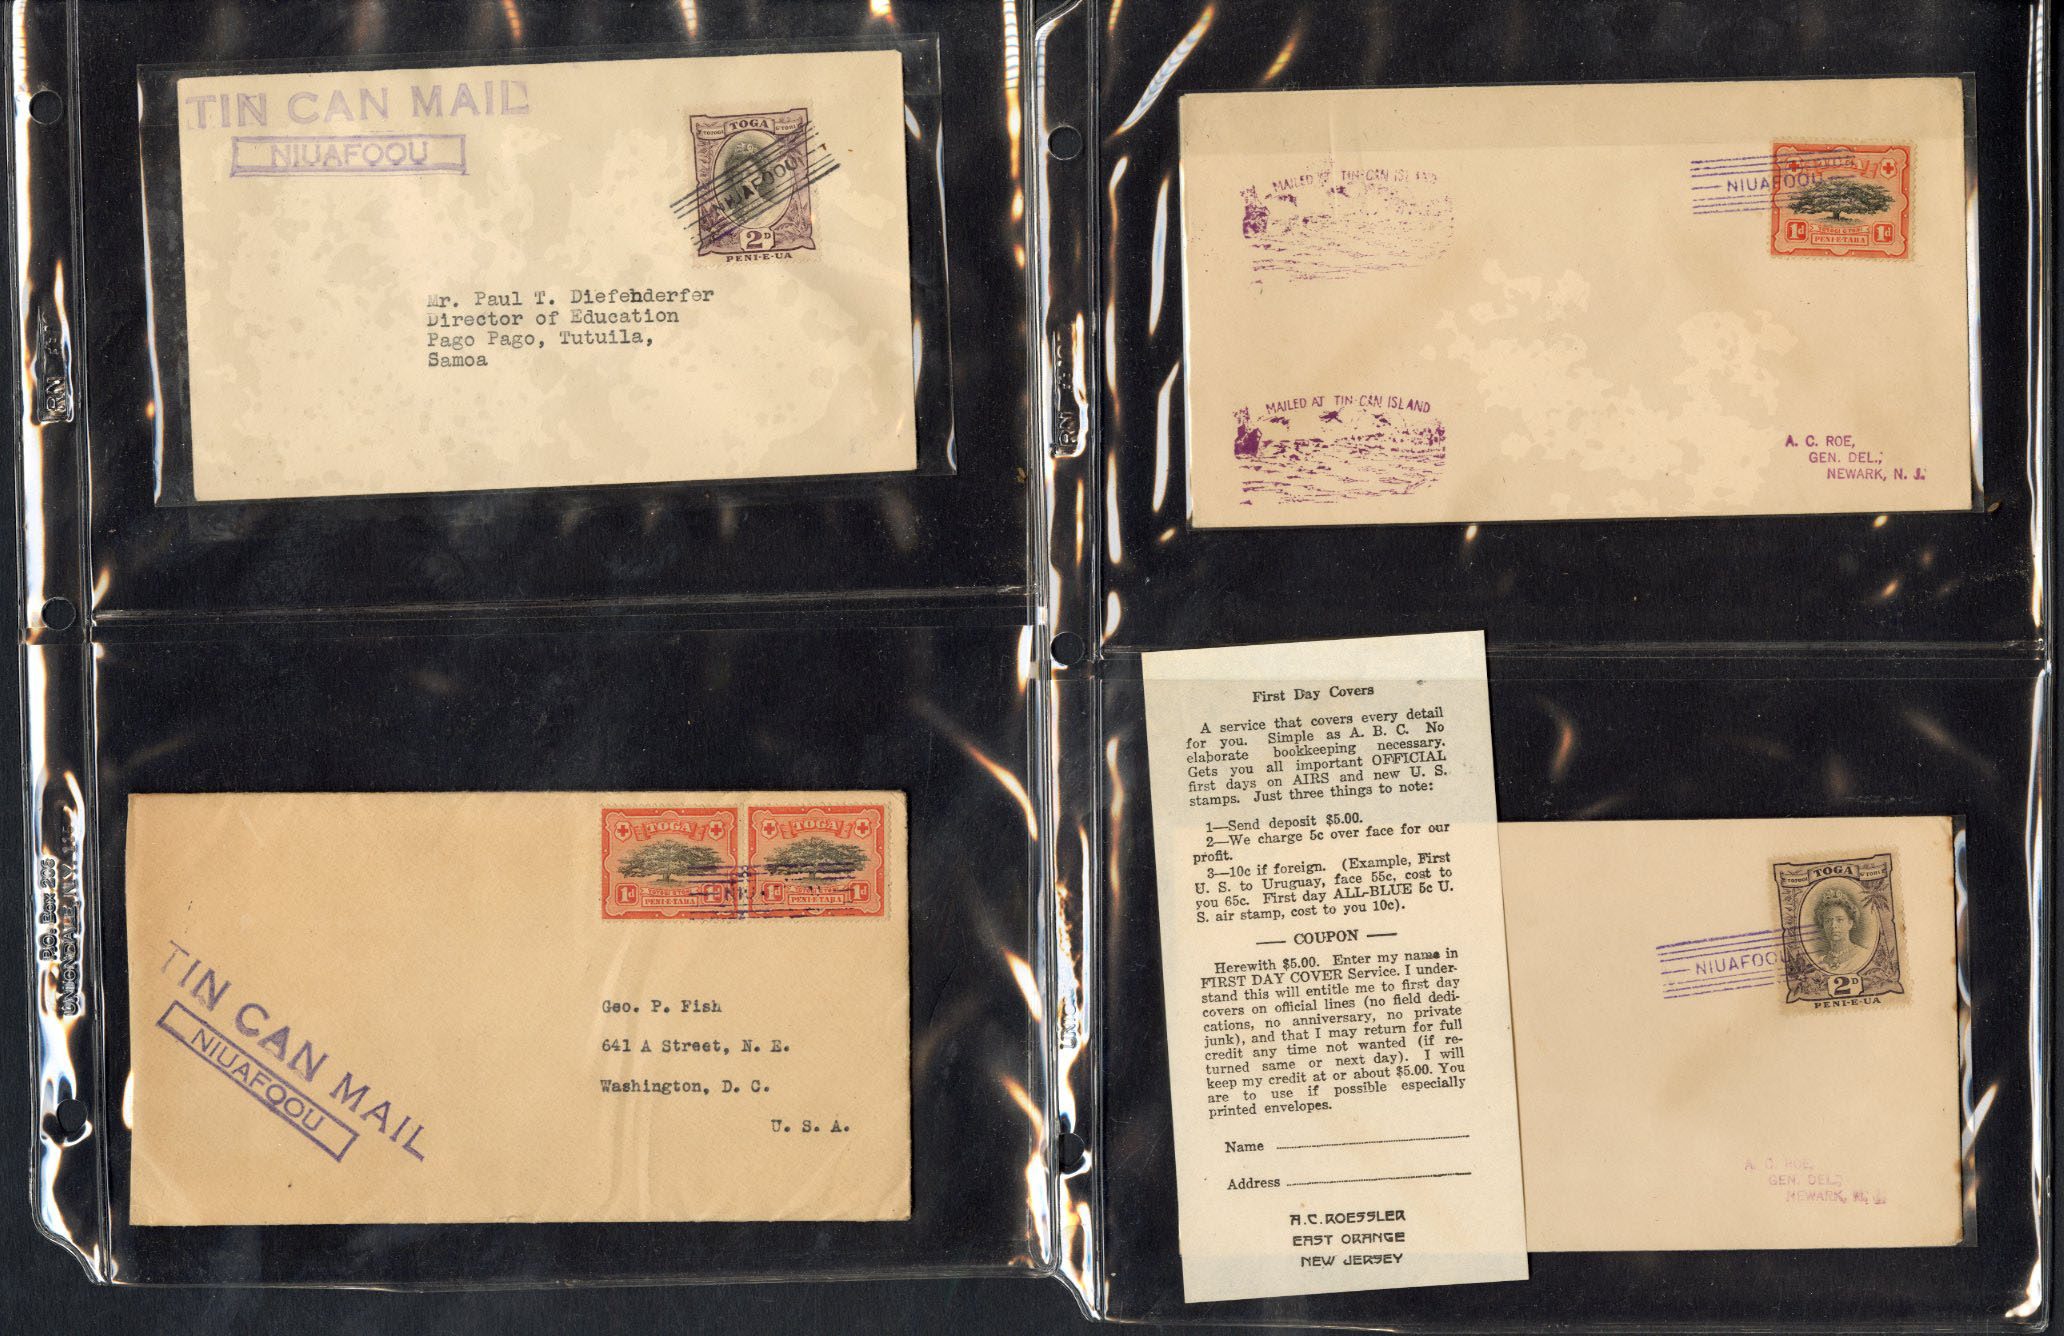 TIN CAN MAIL
NIUAFOOU
TOGA
NIUAFOOU
2D
PENI-E-UA
Mr. Paul T. Diefenderfer
Director of Education
Pago Pago, Tutuila,
Samoa
MAILED AT TIN-CAN ISLAND
NIUAFOOU
1d
1d
PENI-E-TAHA
MAILED AT TIN-CAN ISLAND
A. C. ROE,
GEN. DEL.,
NEWARK, N. J.
TOGA
TOGA
1d
PENI-E-TAHA
1d
PENI-E-TAHA
1d
TIN CAN MAIL
NIUAFOOU
Geo. P. Fish
641 A Street, N. E.
Washington, D. C.
U. S. A.
P.O. Box 206
UNIONDALE, N.Y.
First Day Covers
A service that covers every detail
for you. Simple as A. B. C. No
elaborate bookkeeping necessary.
Gets you all important OFFICIAL
first days on AIRS and new U. S.
stamps. Just three things to note:
1—Send deposit $5.00.
2—We charge 5c over face for our
profit.
3—10c if foreign. (Example, First
U. S. to Uruguay, face 55c, cost to
you 65c. First day ALL-BLUE 5c U.
S. air stamp, cost to you 10c).
— COUPON —
Herewith $5.00. Enter my name in
FIRST DAY COVER Service. I under-
stand this will entitle me to first day
covers on official lines (no field dedi-
cations, no anniversary, no private
junk), and that I may return for full
credit any time not wanted (if re-
turned same or next day). I will
keep my credit at or about $5.00. You
are to use if possible especially
printed envelopes.
Name
Address
A.C. ROESSLER
EAST ORANGE
NEW JERSEY
TOGA
NIUAFOOU
2D
PENI-E-UA
A. C. ROE,
GEN. DEL.,
NEWARK, N. J.